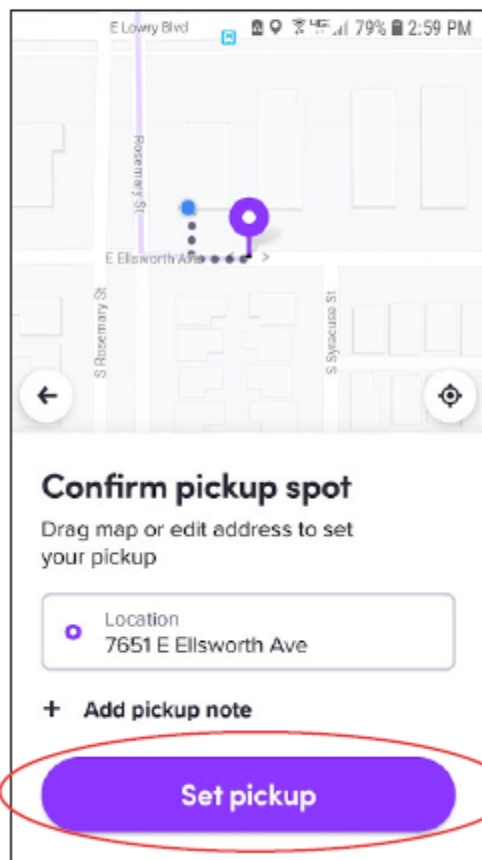 E Lowry Blvd
79% 2:59 PM
Rosemary St
E Ellsworth Ave
S Rosemary St
S Syracuse St
Confirm pickup spot
Drag map or edit address to set
your pickup
Location
7651 E Ellsworth Ave
+ Add pickup note
Set pickup